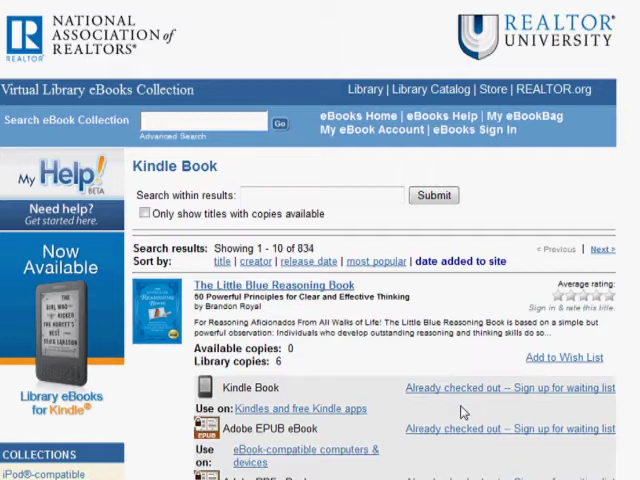 NATIONAL
ASSOCIATION of
REALTORS®
REALTOR®
REALTOR®
UNIVERSITY
Virtual Library eBooks Collection
Library | Library Catalog | Store | REALTOR.org
Search eBook Collection
Go
Advanced Search
eBooks Home | eBooks Help | My eBookBag
My eBook Account | eBooks Sign In
My Help!
BETA
Need help?
Get started here.
Now
Available
THE
GIRL WHO
KICKED
THE HORNET'S
NEST
Library eBooks
for Kindle®
COLLECTIONS
iPod®-compatible
Kindle Book
Search within results:
Submit
Only show titles with copies available
Search results: Showing 1 - 10 of 834
< Previous | Next >
Sort by: title | creator | release date | most popular | date added to site
The Little Blue Reasoning Book
50 Powerful Principles for Clear and Effective Thinking
by Brandon Royal
Average rating:
Sign in & rate this title.
For Reasoning Aficionados From All Walks of Life! The Little Blue Reasoning Book is based on a simple but
powerful observation: Individuals who develop outstanding reasoning and thinking skills do so...
Available copies: 0
Library copies: 6
Add to Wish List
Kindle Book
Already checked out -- Sign up for waiting list
Use on: Kindles and free Kindle apps
EPUB
Adobe EPUB eBook
Already checked out -- Sign up for waiting list
Use on: eBook-compatible computers & devices